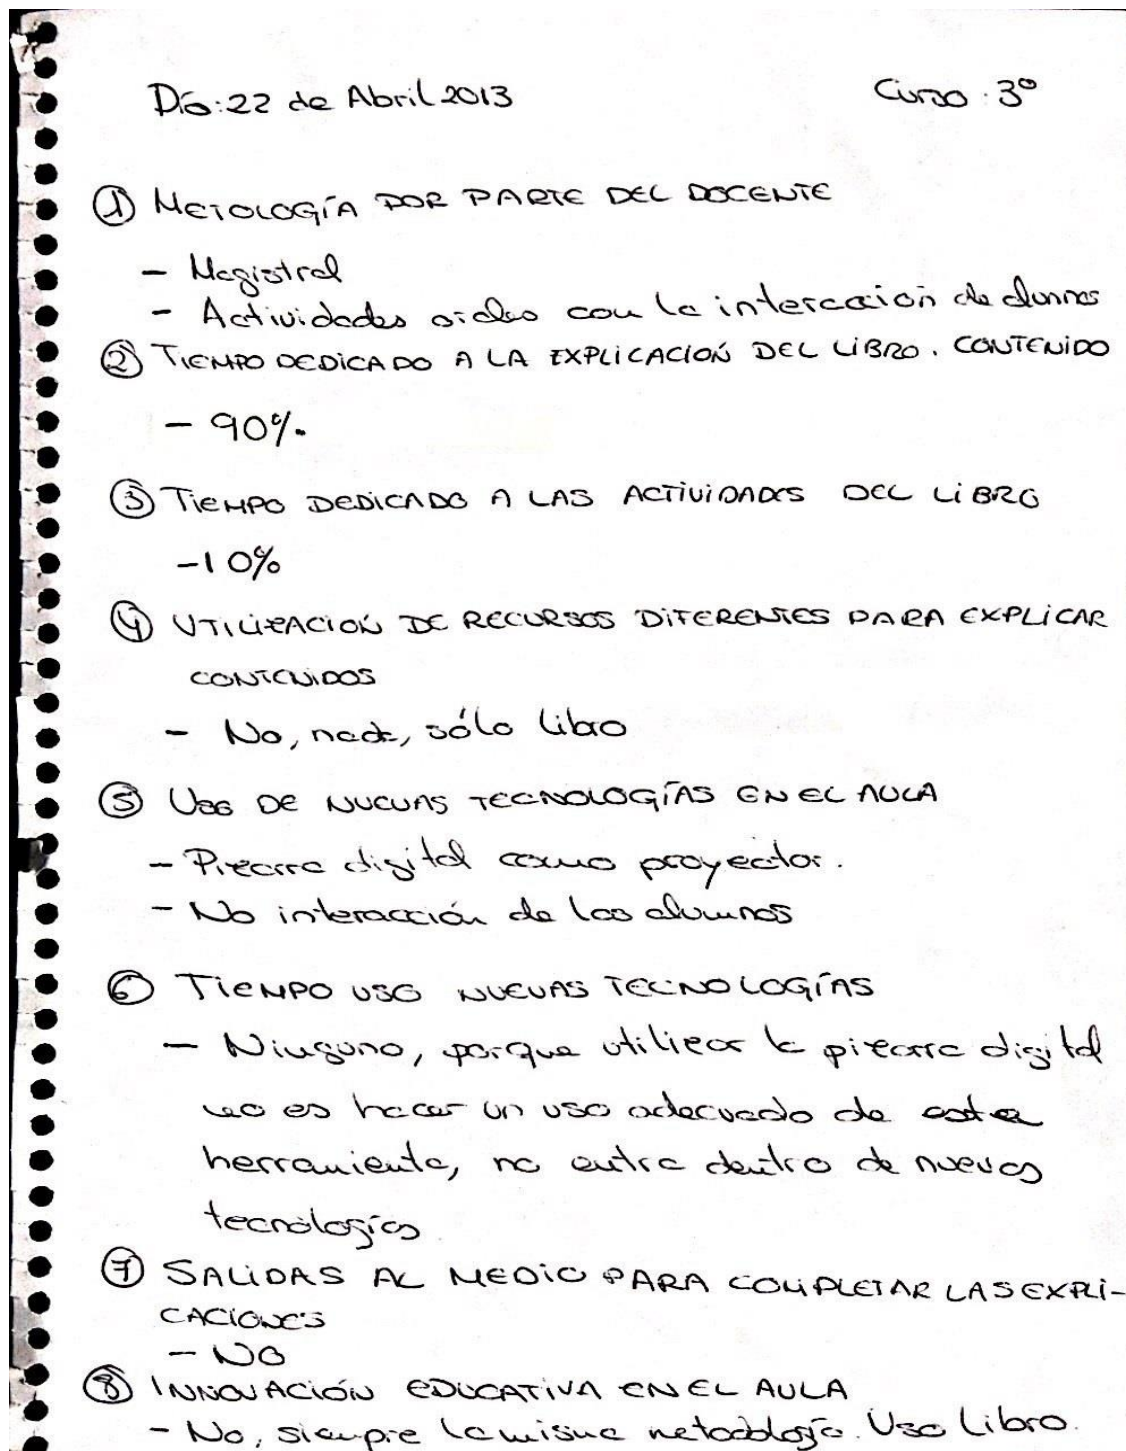 Día: 22 de Abril 2013 Curso: 3º
① METOLOGÍA POR PARTE DEL DOCENTE
- Magistral
- Actividades orales con la interacción de alumnos
② TIEMPO DEDICADO A LA EXPLICACIÓN DEL LIBRO. CONTENIDO
- 90%.
③ TIEMPO DEDICADO A LAS ACTIVIDADES DEL LIBRO
-10%
④ UTILIZACIÓN DE RECURSOS DIFERENTES PARA EXPLICAR
CONTENIDOS
- No, nada, sólo libro
⑤ USO DE NUEVAS TECNOLOGÍAS EN EL AULA
- Pizarra digital como proyector.
- No interacción de los alumnos
⑥ TIEMPO USO NUEVAS TECNOLOGÍAS
- Ninguno, porque utilizar la pizarra digital
no es hacer un uso adecuado de esta
herramienta, no entra dentro de nuevas
tecnologías.
⑦ SALIDAS AL MEDIO PARA COMPLETAR LAS EXPLI-
CACIONES
- NO
⑧ INNOVACIÓN EDUCATIVA EN EL AULA
- No, siempre la misma metodología. Uso libro.